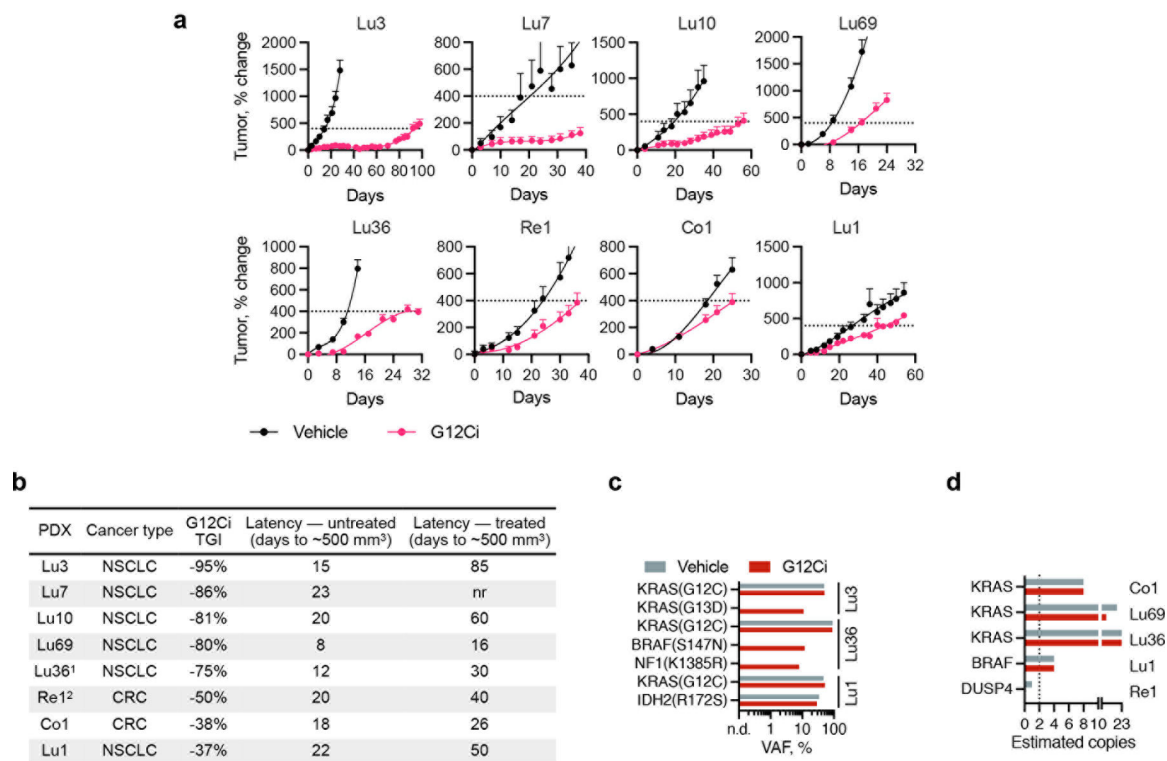 a
Lu3 Lu7 Lu10 Lu69
Tumor, % change
2000 1500 1000 500 0
0 20 40 60 80 100
Days
800 600 400 200 0
0 10 20 30 40
Days
1500 1000 500 0
0 20 40 60
Days
2000 1500 1000 500 0
0 8 16 24 32
Days
Lu36 Re1 Co1 Lu1
Tumor, % change
1000 800 600 400 200 0
0 8 16 24 32
Days
800 600 400 200 0
0 10 20 30 40
Days
800 600 400 200 0
0 10 20 30
Days
1500 1000 500 0
0 20 40 60
Days
Vehicle G12Ci
b
PDX Cancer type G12Ci TGI Latency — untreated (days to ~500 mm³) Latency — treated (days to ~500 mm³)
Lu3 NSCLC -95% 15 85
Lu7 NSCLC -86% 23 nr
Lu10 NSCLC -81% 20 60
Lu69 NSCLC -80% 8 16
Lu36¹ NSCLC -75% 12 30
Re1² CRC -50% 20 40
Co1 CRC -38% 18 26
Lu1 NSCLC -37% 22 50
c
Vehicle G12Ci
KRAS(G12C)
KRAS(G13D)
Lu3
KRAS(G12C)
BRAF(S147N)
NF1(K1385R)
Lu36
KRAS(G12C)
IDH2(R172S)
Lu1
n.d. 1 10 100
VAF, %
d
KRAS Co1
KRAS Lu69
KRAS Lu36
BRAF Lu1
DUSP4 Re1
0 2 4 6 8 10 23
Estimated copies